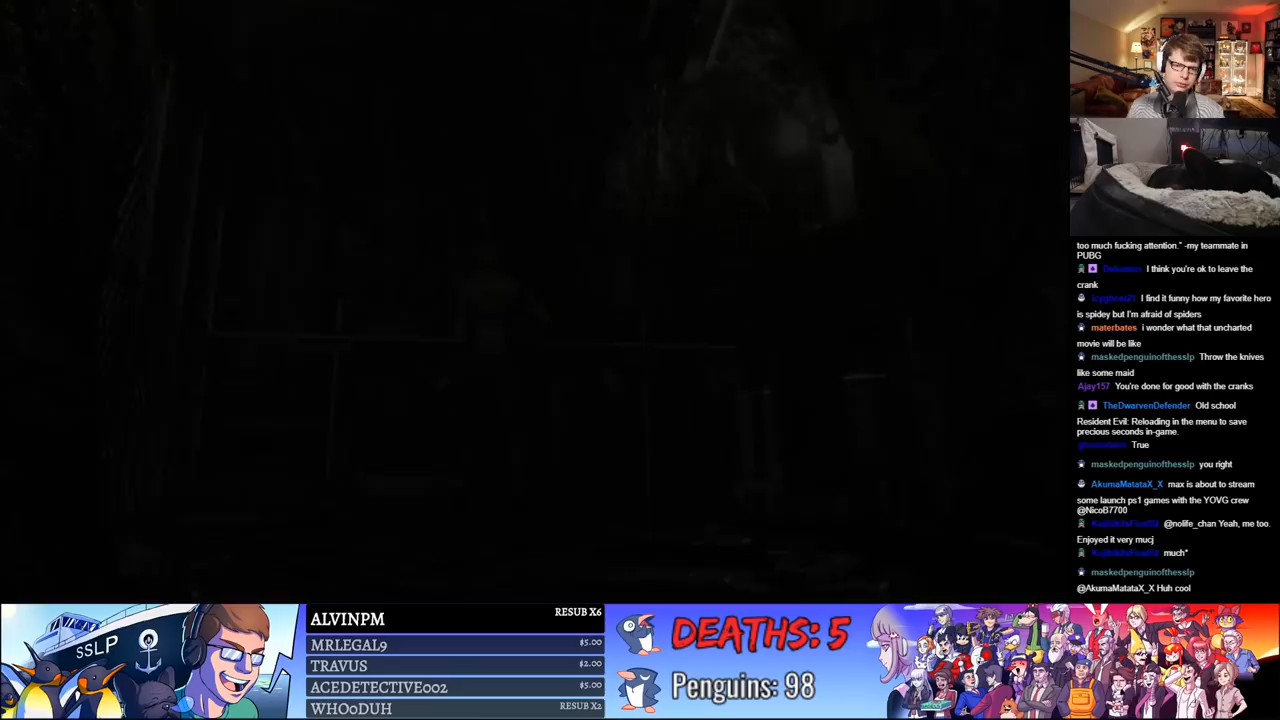 too much fucking attention." -my teammate in
PUBG
I think you're ok to leave the
crank
I find it funny how my favorite hero
is spidey but I'm afraid of spiders
materbates i wonder what that uncharted
movie will be like
maskedpenguinofthesslp Throw the knives
like some maid
Ajay157 You're done for good with the cranks
TheDwarvenDefender Old school
Resident Evil: Reloading in the menu to save
precious seconds in-game.
True
maskedpenguinofthesslp you right
AkumaMatataX_X max is about to stream
some launch ps1 games with the YOVG crew
@NicoB7700
@nolife_chan Yeah, me too.
Enjoyed it very mucj
much*
maskedpenguinofthesslp
@AkumaMatataX_X Huh cool
SSLP
ALVINPM RESUB X6
MRLEGAL9 $5.00
TRAVUS $2.00
ACEDETECTIVE002 $5.00
WHO0DUH RESUB X2
DEATHS: 5
Penguins: 98